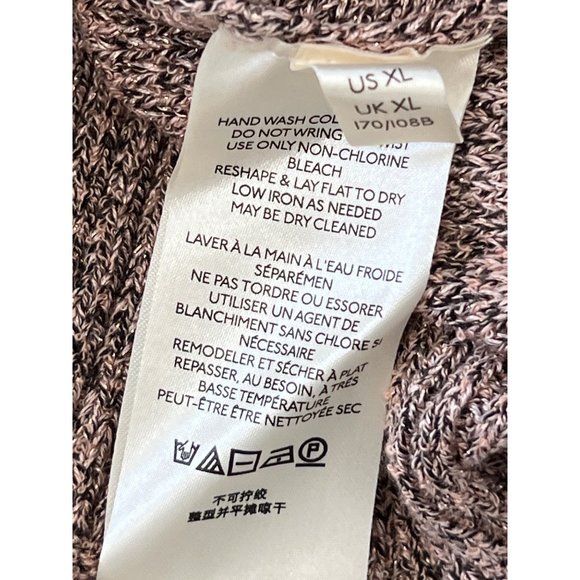 US XL
UK XL
170/108B
HAND WASH COL
DO NOT WRING
USE ONLY NON-CHLORINE
BLEACH
RESHAPE & LAY FLAT TO DRY
LOW IRON AS NEEDED
MAY BE DRY CLEANED
LAVER À LA MAIN À L'EAU FROIDE
SÉPARÉMEN
NE PAS TORDRE OU ESSORER
UTILISER UN AGENT DE
BLANCHIMENT SANS CHLORE SI
NÉCESSAIRE
REMODELER ET SÉCHER À PLAT
REPASSER, AU BESOIN, À TRÈS
BASSE TEMPÉRATURE
PEUT-ÊTRE ÊTRE NETTOYÉE SEC
P
不可拧绞
整型并平摊晾干